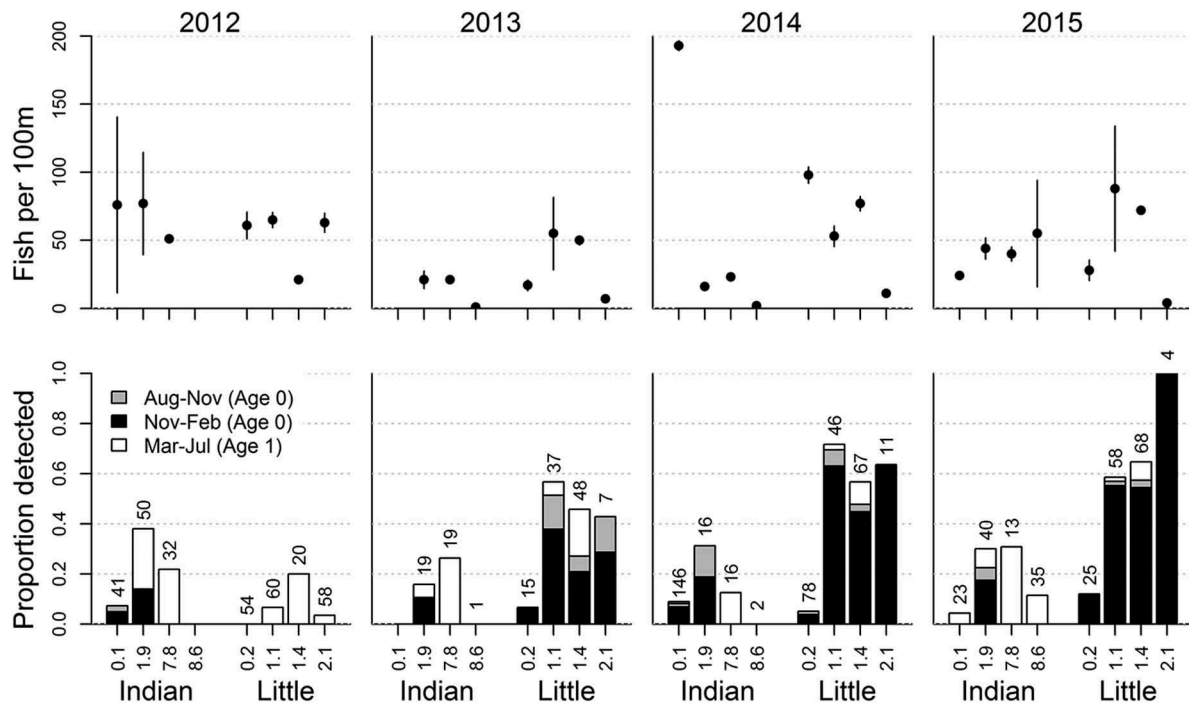 2012 2013 2014 2015
Fish per 100m
200
150
100
50
0
Proportion detected
1.0
0.8
0.6
0.4
0.2
0.0
Aug-Nov (Age 0)
Nov-Feb (Age 0)
Mar-Jul (Age 1)
41 50 32 54 60 20 58
19 19 1 15 37 48 7
146 16 16 2 78 46 67 11
23 40 13 35 25 58 68 4
0.1 1.9 7.8 8.6 0.2 1.1 1.4 2.1 0.1 1.9 7.8 8.6 0.2 1.1 1.4 2.1 0.1 1.9 7.8 8.6 0.2 1.1 1.4 2.1 0.1 1.9 7.8 8.6 0.2 1.1 1.4 2.1
Indian Little Indian Little Indian Little Indian Little